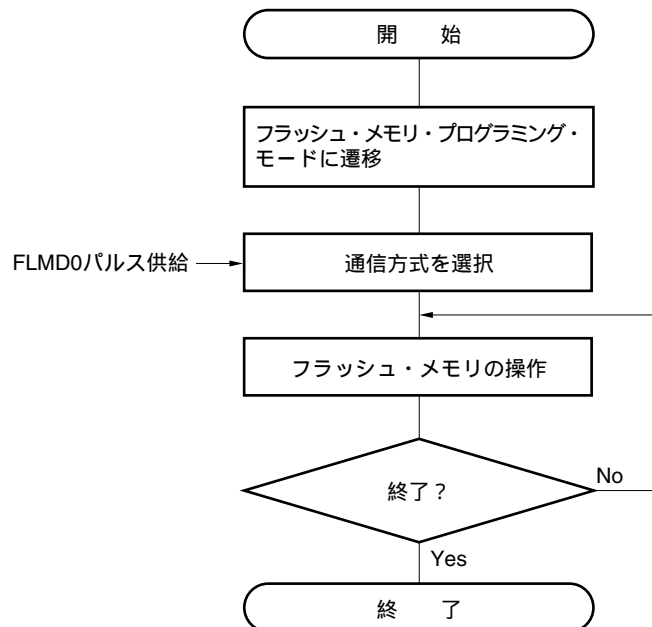 開　始
フラッシュ・メモリ・プログラミング・
モードに遷移
FLMD0パルス供給
通信方式を選択
フラッシュ・メモリの操作
終了？
No
Yes
終　了